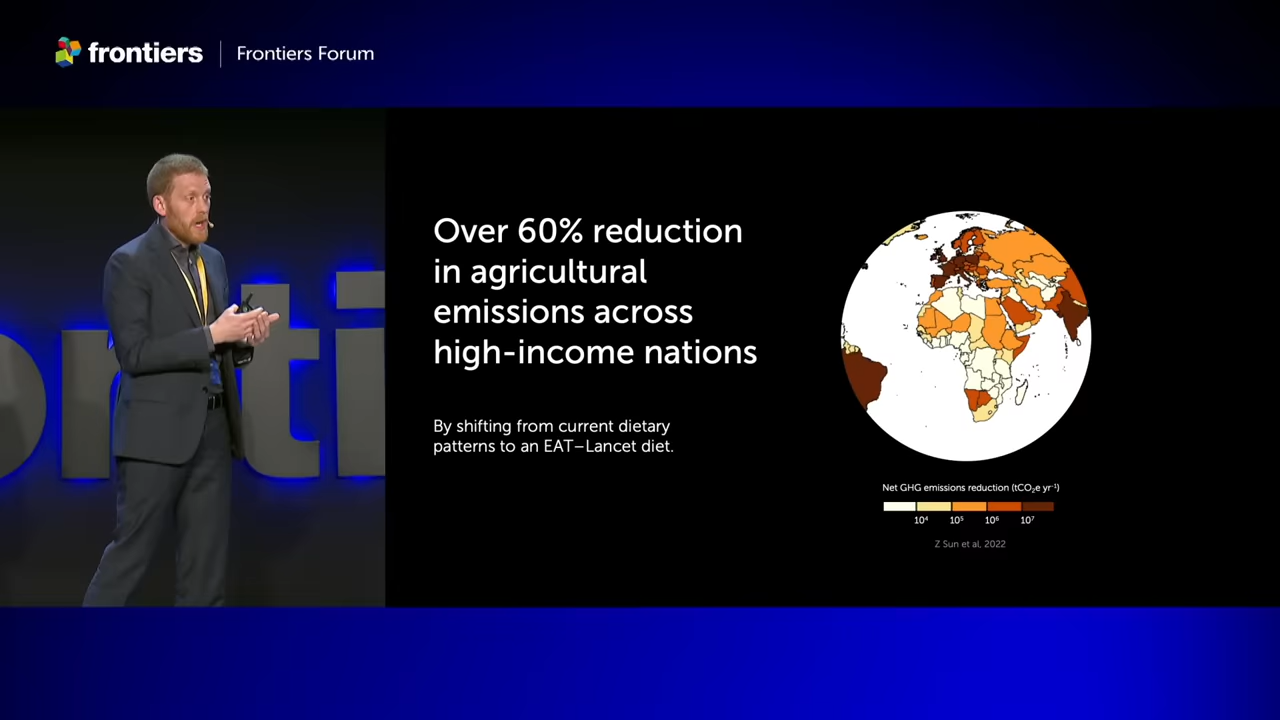 frontiers
Frontiers Forum
Over 60% reduction
in agricultural
emissions across
high-income nations
By shifting from current dietary
patterns to an EAT–Lancet diet.
Net GHG emissions reduction (tCO₂e yr⁻¹)
10⁴ 10⁵ 10⁶ 10⁷
Z Sun et al, 2022
onti